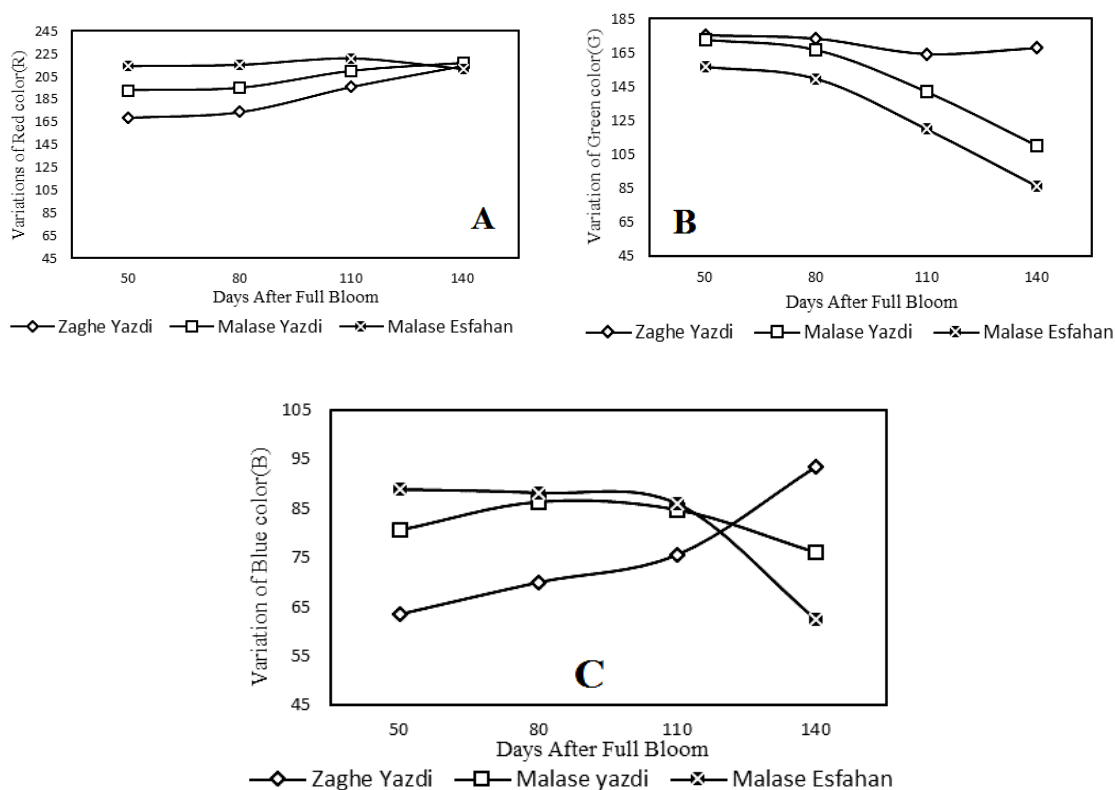 Variations of Red color(R)
245
225
205
185
165
145
125
105
85
65
45
A
50 80 110 140
Days After Full Bloom
Zaghe Yazdi Malase Yazdi Malase Esfahan
Variation of Green color(G)
185
165
145
125
105
85
65
45
B
50 80 110 140
Days After Full Bloom
Zaghe Yazdi Malase Yazdi Malase Esfahan
Variation of Blue color(B)
105
95
85
75
65
55
45
C
50 80 110 140
Days After Full Bloom
Zaghe Yazdi Malase yazdi Malase Esfahan